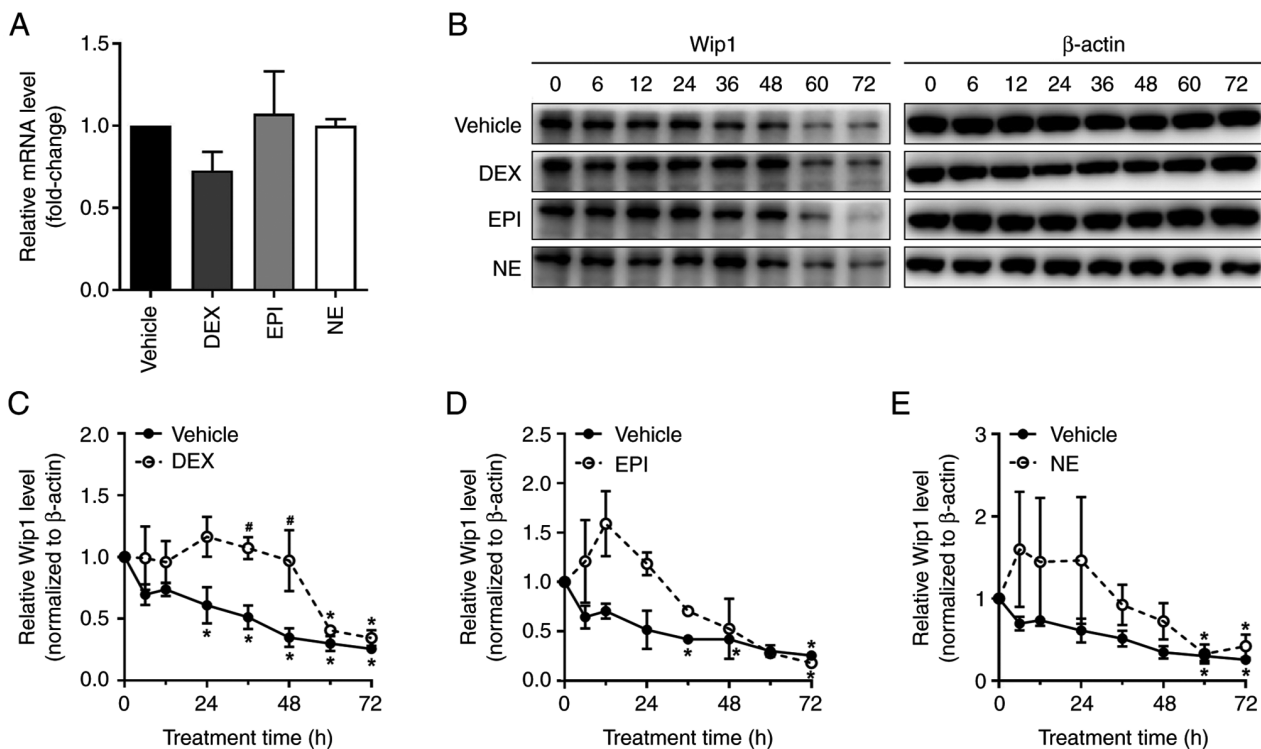 A
Relative mRNA level
(fold-change)
1.5
1.0
0.5
0.0
Vehicle
DEX
EPI
NE
B
Wip1
β-actin
0 6 12 24 36 48 60 72
0 6 12 24 36 48 60 72
Vehicle
DEX
EPI
NE
C
Relative Wip1 level
(normalized to β-actin)
2.0
1.5
1.0
0.5
0.0
Vehicle
DEX
# #
* * * * *
* *
0 24 48 72
Treatment time (h)
D
Relative Wip1 level
(normalized to β-actin)
2.5
2.0
1.5
1.0
0.5
0.0
Vehicle
EPI
* * *
*
0 24 48 72
Treatment time (h)
E
Relative Wip1 level
(normalized to β-actin)
3
2
1
1
Vehicle
NE
* *
* *
0 24 48 72
Treatment time (h)